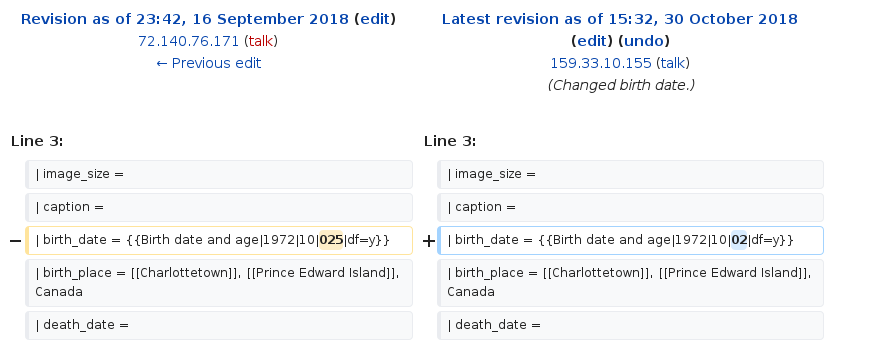 Revision as of 23:42, 16 September 2018 (edit)
72.140.76.171 (talk)
← Previous edit
Latest revision as of 15:32, 30 October 2018
(edit) (undo)
159.33.10.155 (talk)
(Changed birth date.)
Line 3:
Line 3:
| image_size =
| image_size =
| caption =
| caption =
− | birth_date = {{Birth date and age|1972|10|025|df=y}}
+ | birth_date = {{Birth date and age|1972|10|02|df=y}}
| birth_place = [[Charlottetown]], [[Prince Edward Island]],
Canada
| birth_place = [[Charlottetown]], [[Prince Edward Island]],
Canada
| death_date =
| death_date =